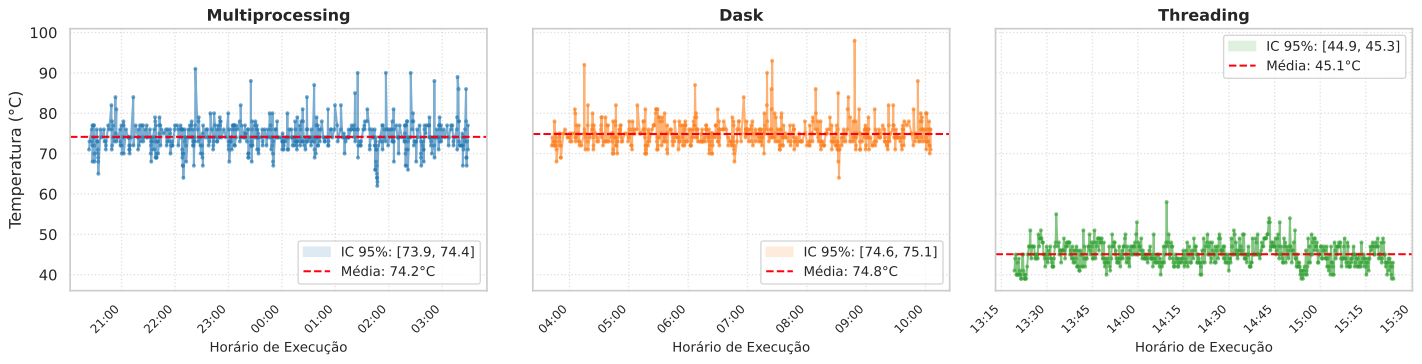 Multiprocessing
Dask
Threading
Temperatura (°C)
100
90
80
70
60
50
40
IC 95%: [73.9, 74.4]
Média: 74.2°C
21:00
22:00
23:00
00:00
01:00
02:00
03:00
Horário de Execução
IC 95%: [74.6, 75.1]
Média: 74.8°C
04:00
05:00
06:00
07:00
08:00
09:00
10:00
Horário de Execução
IC 95%: [44.9, 45.3]
Média: 45.1°C
13:15
13:30
13:45
14:00
14:15
14:30
14:45
15:00
15:15
15:30
Horário de Execução